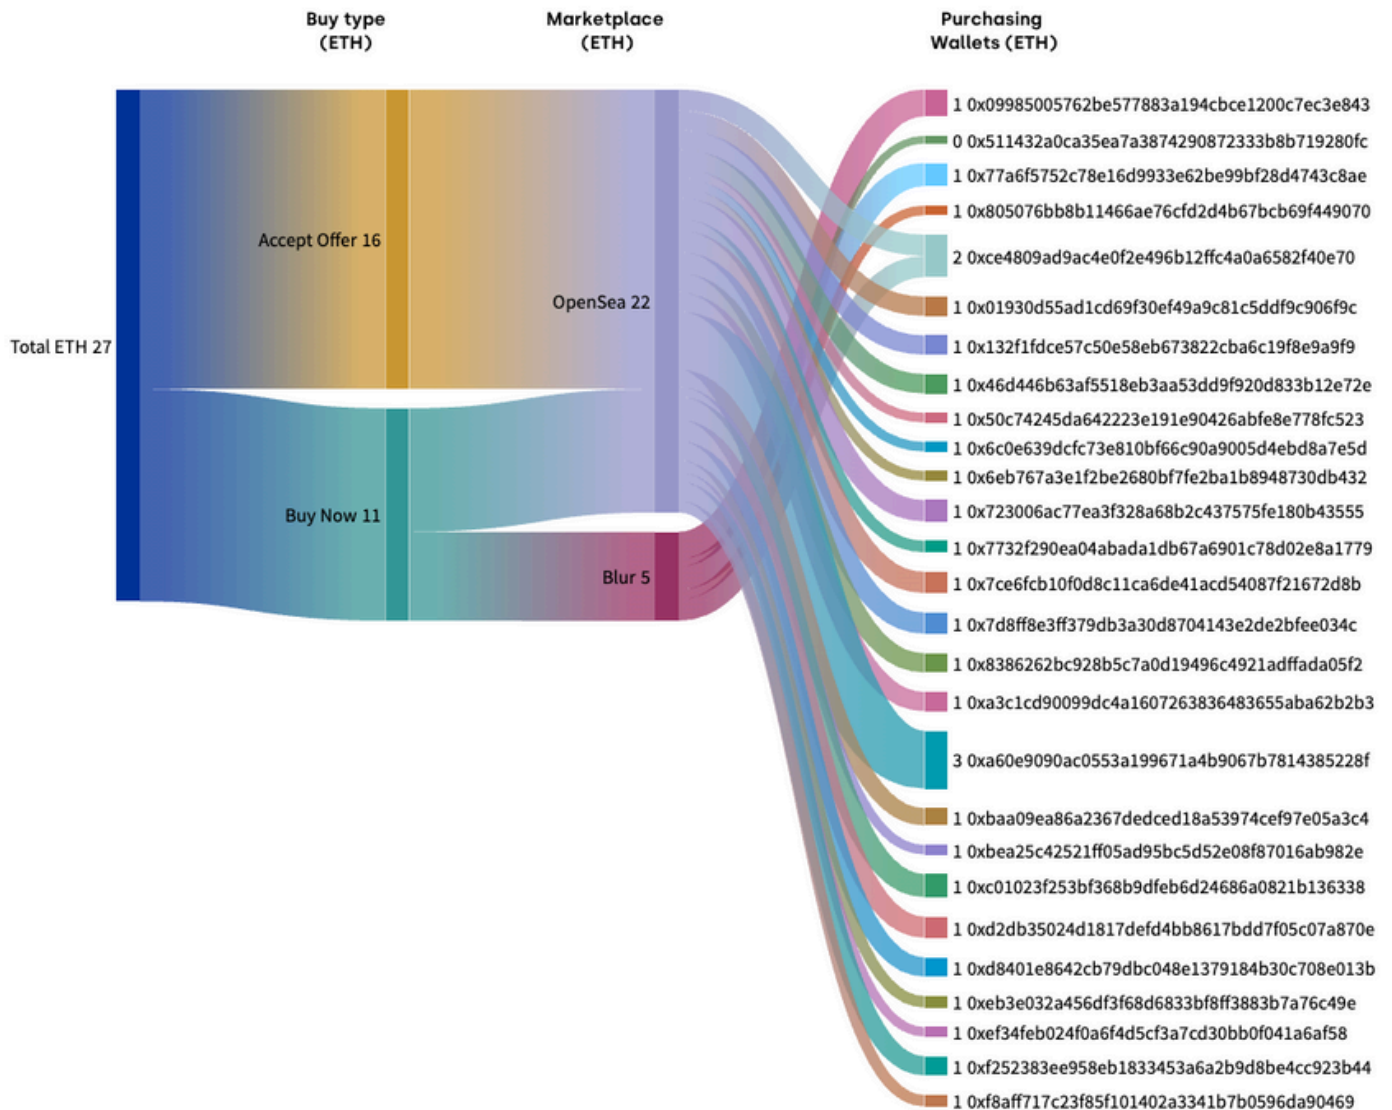 Buy type
(ETH)
Marketplace
(ETH)
Purchasing
Wallets (ETH)
Total ETH 27
Accept Offer 16
Buy Now 11
OpenSea 22
Blur 5
1 0x09985005762be577883a194cbce1200c7ec3e843
0 0x511432a0ca35ea7a3874290872333b8b719280fc
1 0x77a6f5752c78e16d9933e62be99bf28d4743c8ae
1 0x805076bb8b11466ae76cfd2d4b67bcb69f449070
2 0xce4809ad9ac4e0f2e496b12ffc4a0a6582f40e70
1 0x01930d55ad1cd69f30ef49a9c81c5ddf9c906f9c
1 0x132f1fdce57c50e58eb673822cba6c19f8e9a9f9
1 0x46d446b63af5518eb3aa53dd9f920d833b12e72e
1 0x50c74245da642223e191e90426abfe8e778fc523
1 0x6c0e639dcfc73e810bf66c90a9005d4ebd8a7e5d
1 0x6eb767a3e1f2be2680bf7fe2ba1b8948730db432
1 0x723006ac77ea3f328a68b2c437575fe180b43555
1 0x7732f290ea04abada1db67a6901c78d02e8a1779
1 0x7ce6fcb10f0d8c11ca6de41acd54087f21672d8b
1 0x7d8ff8e3ff379db3a30d8704143e2de2bfee034c
1 0x8386262bc928b5c7a0d19496c4921adffada05f2
1 0xa3c1cd90099dc4a1607263836483655aba62b2b3
3 0xa60e9090ac0553a199671a4b9067b7814385228f
1 0xbaa09ea86a2367dedced18a53974cef97e05a3c4
1 0xbea25c42521ff05ad95bc5d52e08f87016ab982e
1 0xc01023f253bf368b9dfeb6d24686a0821b136338
1 0xd2db35024d1817defd4bb8617bdd7f05c07a870e
1 0xd8401e8642cb79dbc048e1379184b30c708e013b
1 0xeb3e032a456df3f68d6833bf8ff3883b7a76c49e
1 0xef34feb024f0a6f4d5cf3a7cd30bb0f041a6af58
1 0xf252383ee958eb1833453a6a2b9d8be4cc923b44
1 0xf8aff717c23f85f101402a3341b7b0596da90469